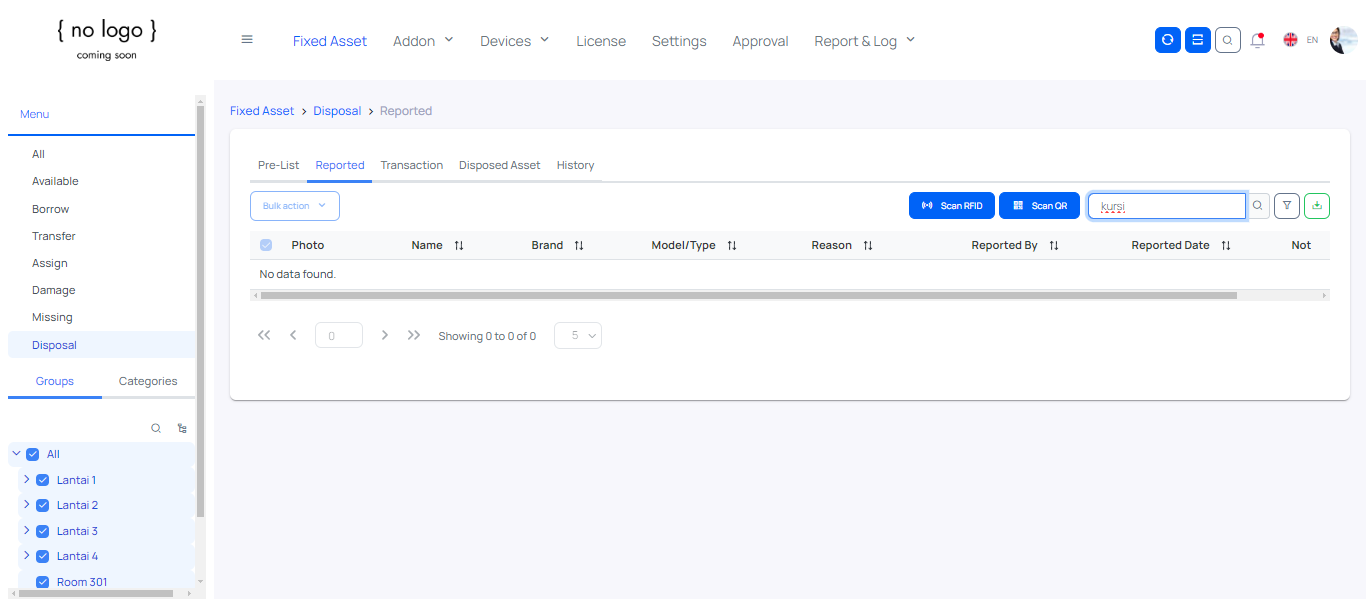 { no logo }
coming soon
Fixed Asset Addon Devices License Settings Approval Report & Log EN
Menu
All
Available
Borrow
Transfer
Assign
Damage
Missing
Disposal
Groups Categories
All
Lantai 1
Lantai 2
Lantai 3
Lantai 4
Room 301
Fixed Asset > Disposal > Reported
Pre-List Reported Transaction Disposed Asset History
Bulk action Scan RFID Scan QR kursi
Photo Name Brand Model/Type Reason Reported By Reported Date Not
No data found.
0 Showing 0 to 0 of 0 5